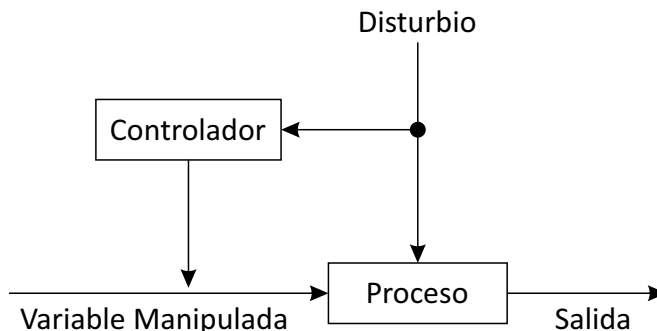 Disturbio
Controlador
Proceso
Variable Manipulada
Salida